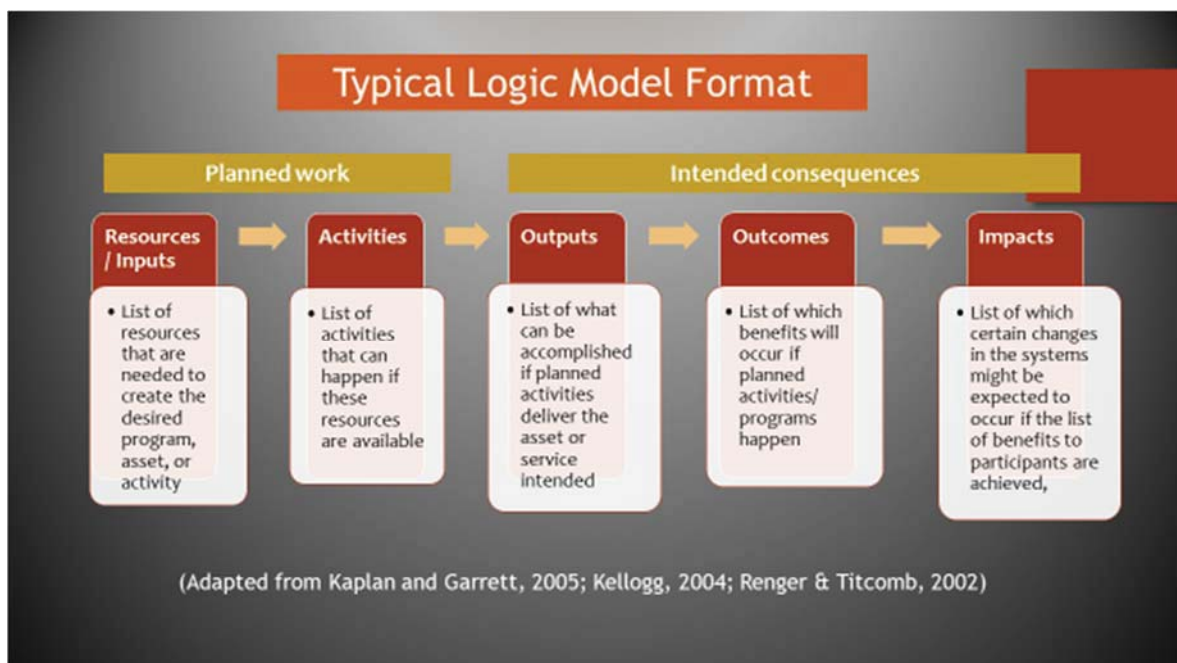 Typical Logic Model Format
Planned work
Intended consequences
Resources
/ Inputs
• List of
resources
that are
needed to
create the
desired
program,
asset, or
activity
Activities
• List of
activities
that can
happen if
these
resources
are available
Outputs
• List of what
can be
accomplished
if planned
activities
deliver the
asset or
service
intended
Outcomes
• List of which
benefits will
occur if
planned
activities/
programs
happen
Impacts
• List of which
certain changes
in the systems
might be
expected to
occur if the list
of benefits to
participants are
achieved,
(Adapted from Kaplan and Garrett, 2005; Kellogg, 2004; Renger & Titcomb, 2002)